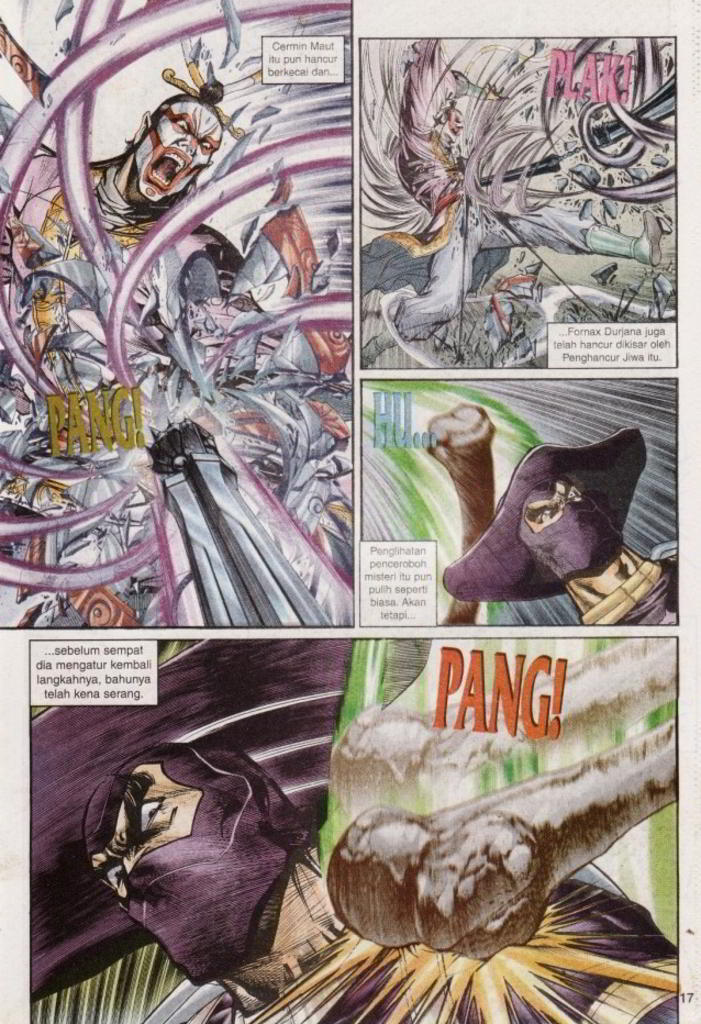 Cermin Maut
itu pun hancur
berkecai dan...
PANG!
PLAK!
...Fornax Durjana juga
telah hancur dikisar oleh
Penghancur Jiwa itu.
HU...
Penglihatan
penceroboh
misteri itu pun
pulih seperti
biasa. Akan
tetapi...
...sebelum sempat
dia mengatur kembali
langkahnya, bahunya
telah kena serang.
PANG!
17